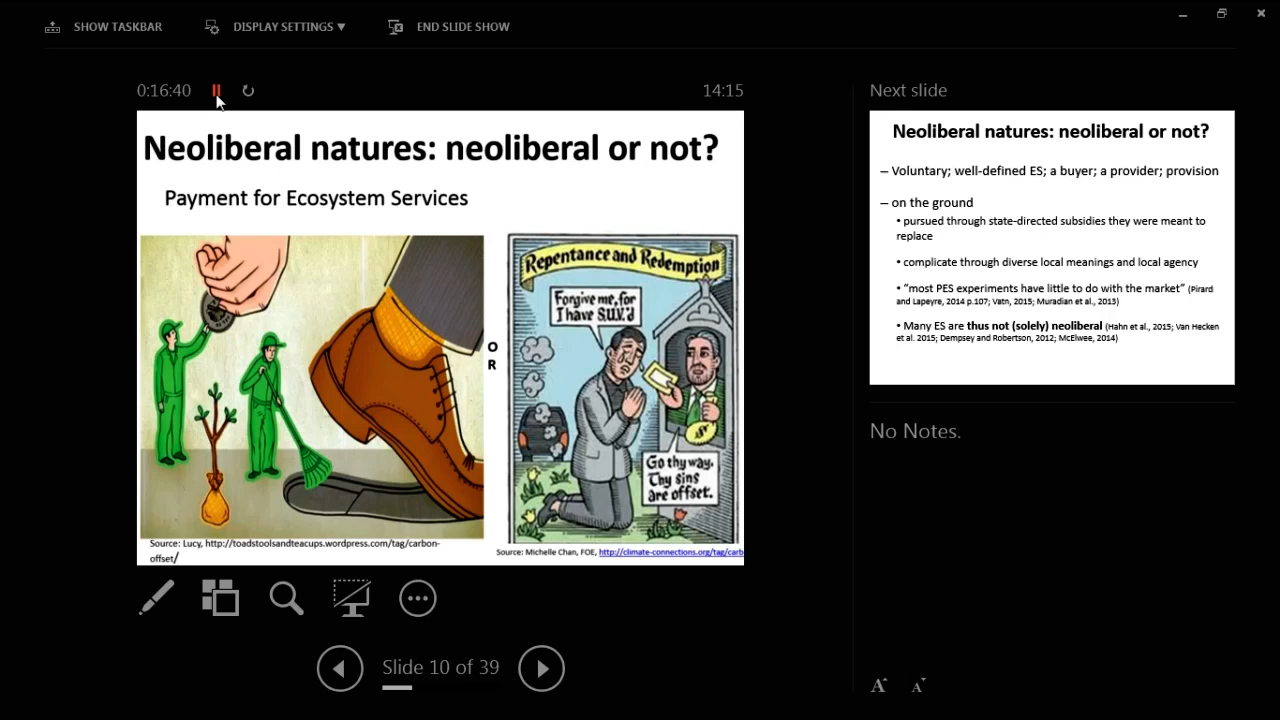 SHOW TASKBAR
DISPLAY SETTINGS ▼
END SLIDE SHOW
0:16:40
14:15
Neoliberal natures: neoliberal or not?
Payment for Ecosystem Services
O
R
Repentance and Redemption
Forgive me, for
I have S.U.V.'d
Go thy way.
Thy sins
are offset.
Source: Lucy, http://toadstoolsandteacups.wordpress.com/tag/carbon-
offset/
Source: Michelle Chan, FOE, http://climate-connections.org/tag/carb
Slide 10 of 39
Next slide
Neoliberal natures: neoliberal or not?
– Voluntary; well-defined ES; a buyer; a provider; provision
– on the ground
• pursued through state-directed subsidies they were meant to
replace
• complicate through diverse local meanings and local agency
• “most PES experiments have little to do with the market” (Pirard
and Lapeyre, 2014 p.107; Vatn, 2015; Muradian et al., 2013)
• Many ES are thus not (solely) neoliberal (Hahn et al., 2015; Van Hecken
et al. 2015; Dempsey and Robertson, 2012; McElwee, 2014)
No Notes.
A A